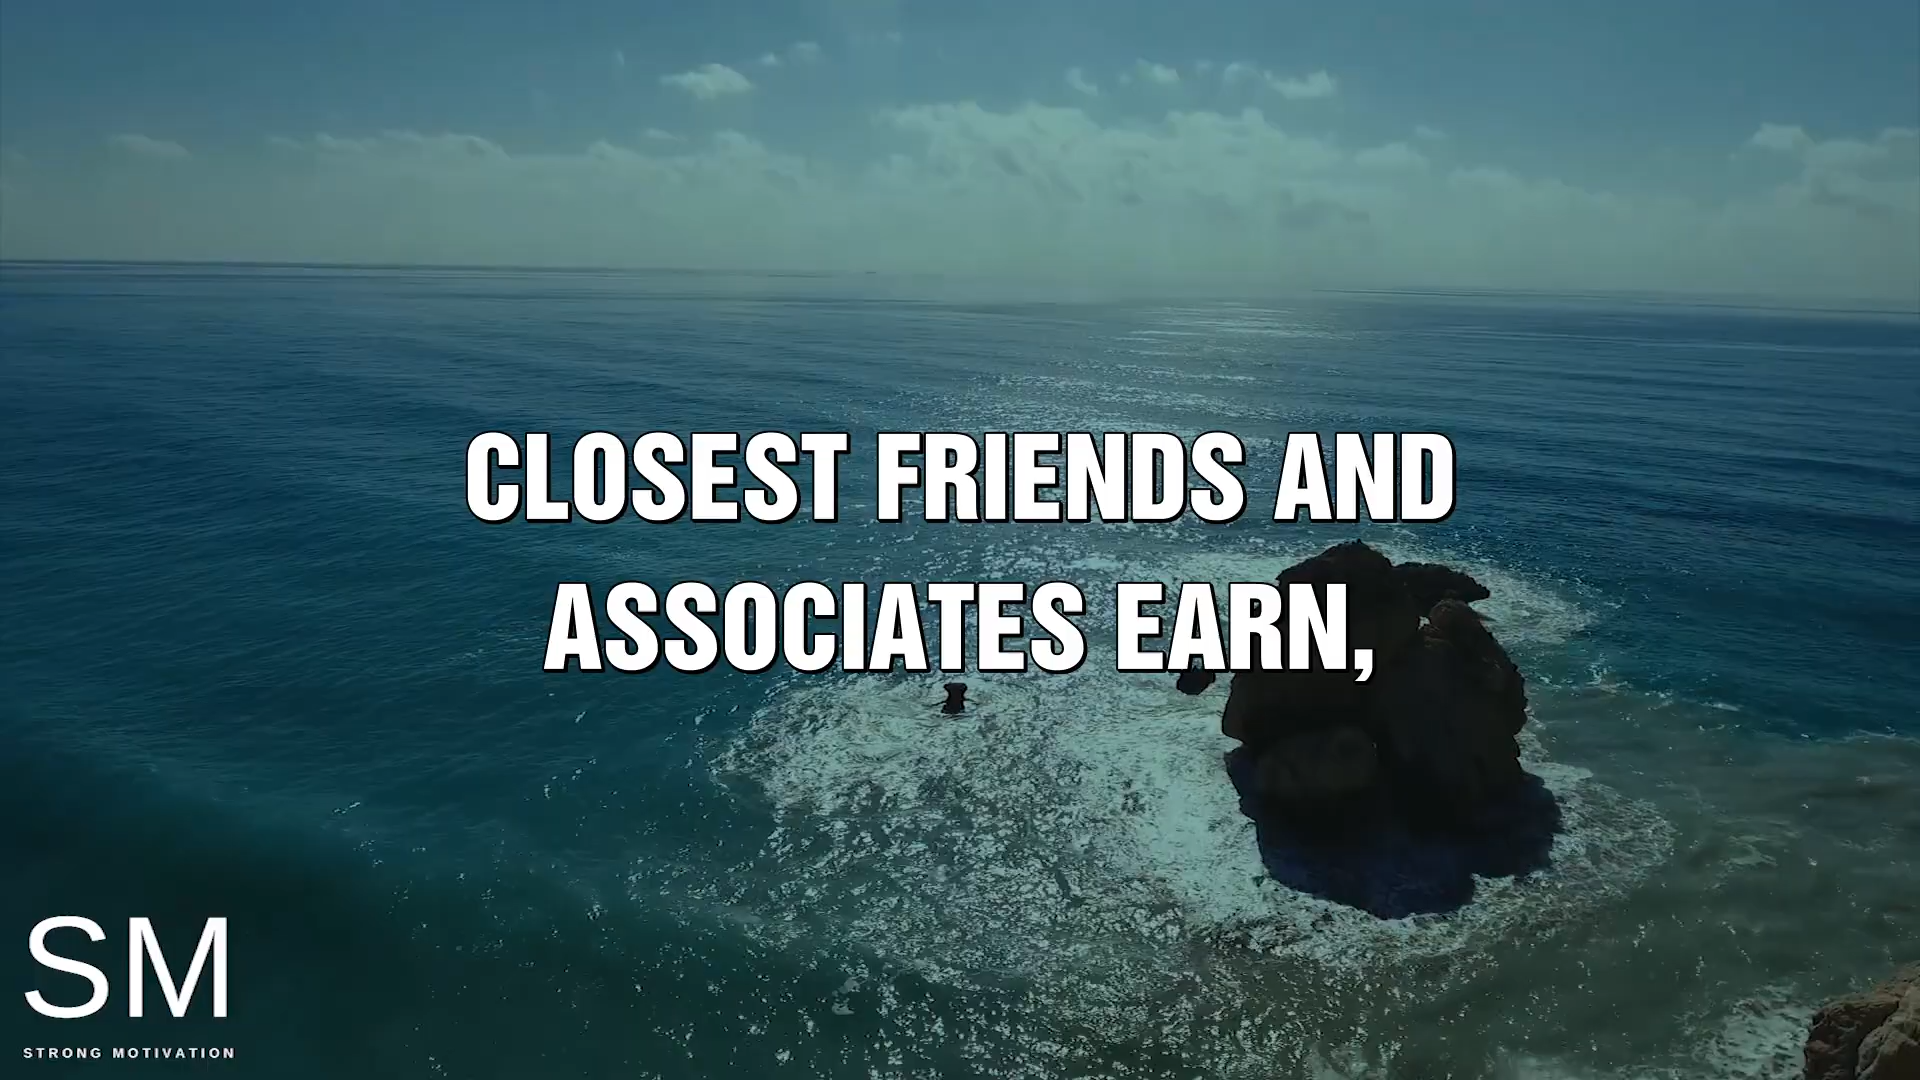 CLOSEST FRIENDS AND
ASSOCIATES EARN,
SM
STRONG MOTIVATION